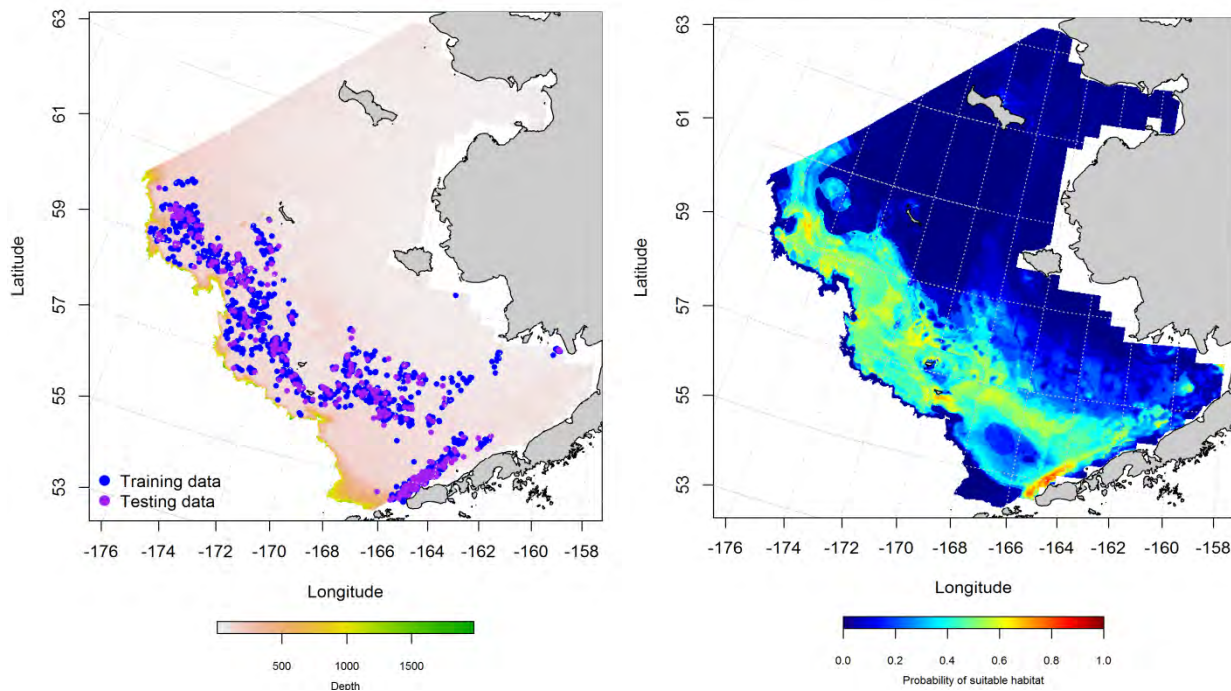 63
61
59
57
55
53
Latitude
Training data
Testing data
-176 -174 -172 -170 -168 -166 -164 -162 -160 -158
Longitude
500 1000 1500
Depth
63
61
59
57
55
53
Latitude
-176 -174 -172 -170 -168 -166 -164 -162 -160 -158
Longitude
0.0 0.2 0.4 0.6 0.8 1.0
Probability of suitable habitat